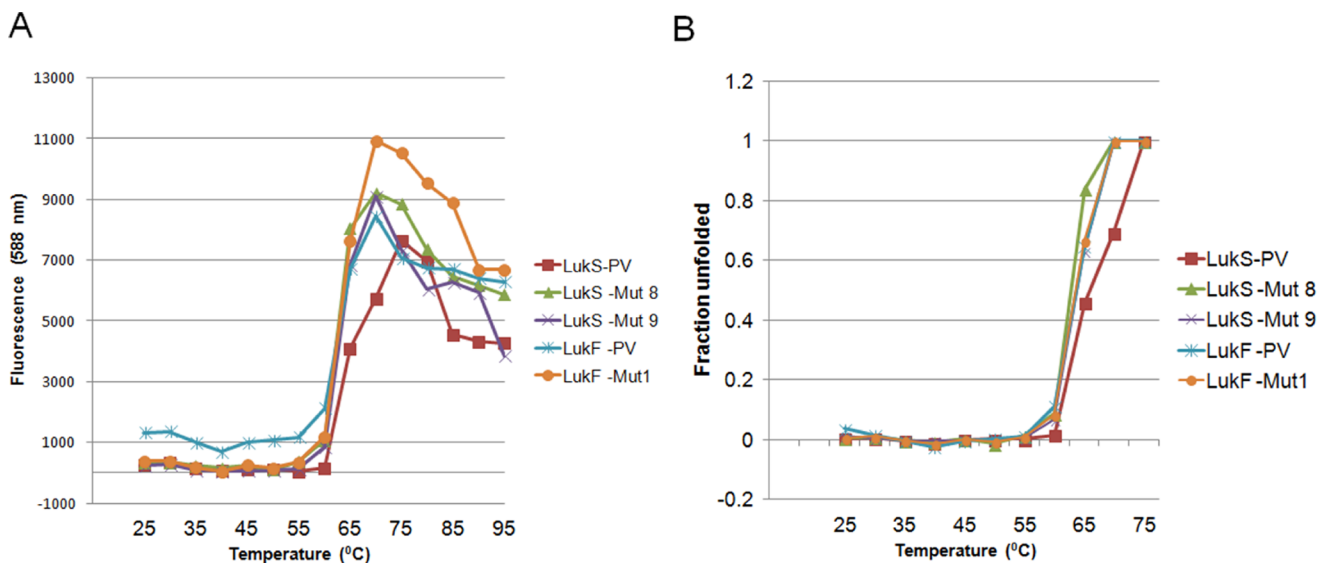 A
13000
11000
9000
7000
5000
3000
1000
-1000
Fluorescence (588 nm)
25 35 45 55 65 75 85 95
Temperature (⁰C)
LukS-PV
LukS -Mut 8
LukS -Mut 9
LukF -PV
LukF -Mut1
B
1.2
1
0.8
0.6
0.4
0.2
0
-0.2
Fraction unfolded
25 35 45 55 65 75
Temperature (⁰C)
LukS-PV
LukS -Mut 8
LukS -Mut 9
LukF -PV
LukF -Mut1